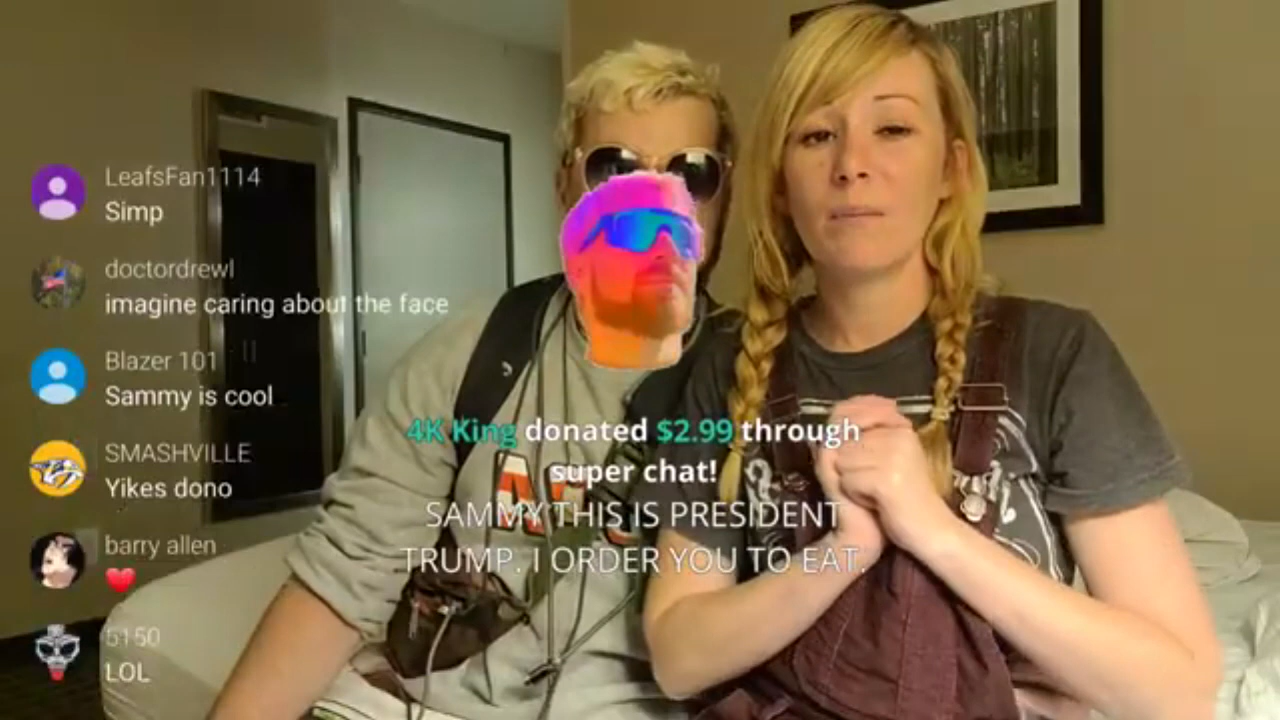 LeafsFan1114
Simp
doctordrewl
imagine caring about the face
Blazer 101
Sammy is cool
SMASHVILLE
Yikes dono
barry allen
5150
LOL
4K King donated $2.99 through
super chat!
SAMMY THIS IS PRESIDENT
TRUMP. I ORDER YOU TO EAT.